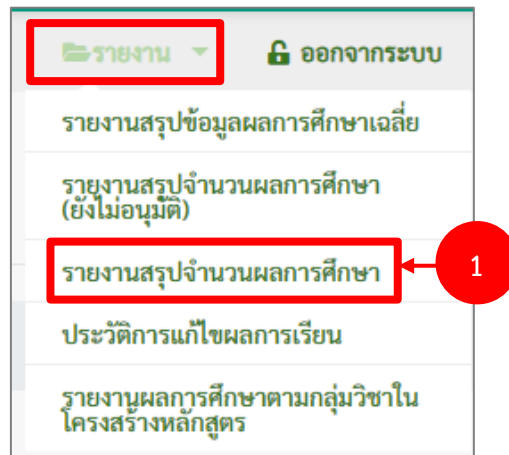 รายงาน
ออกจากระบบ
รายงานสรุปข้อมูลผลการศึกษาเฉลี่ย
รายงานสรุปจำนวนผลการศึกษา
(ยังไม่อนุมัติ)
รายงานสรุปจำนวนผลการศึกษา
1
ประวัติการแก้ไขผลการเรียน
รายงานผลการศึกษาตามกลุ่มวิชาใน
โครงสร้างหลักสูตร